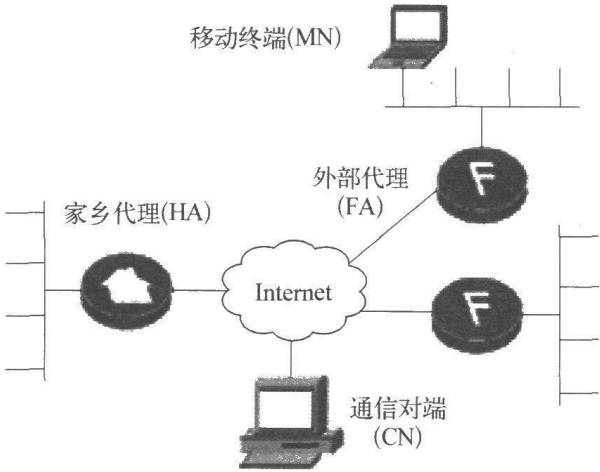 移动终端(MN)
外部代理
(FA)
F
家乡代理(HA)
Internet
F
通信对端
(CN)